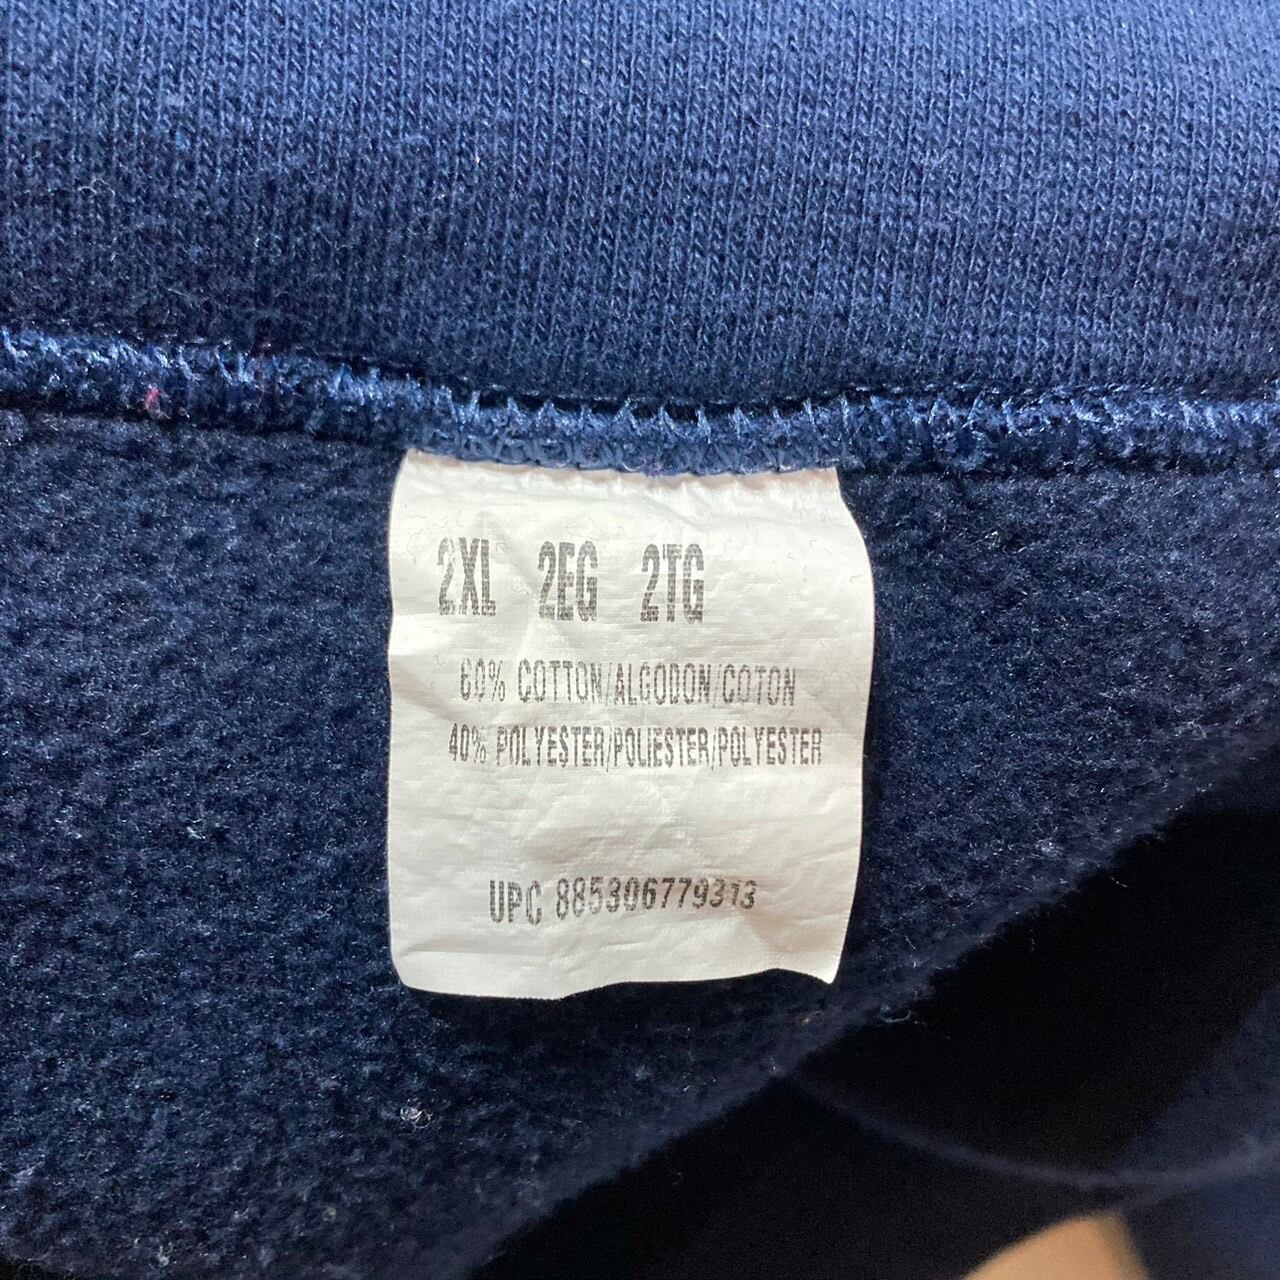 2XL 2EG 2TG
60% COTTON/ALGODON/COTON
40% POLYESTER/POLIESTER/POLYESTER
UPC 885306779313